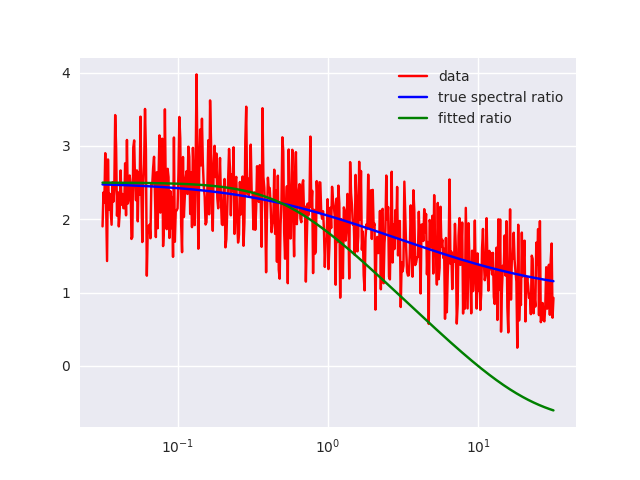 4
3
2
1
0
data
true spectral ratio
fitted ratio
10⁻¹
10⁰
10¹